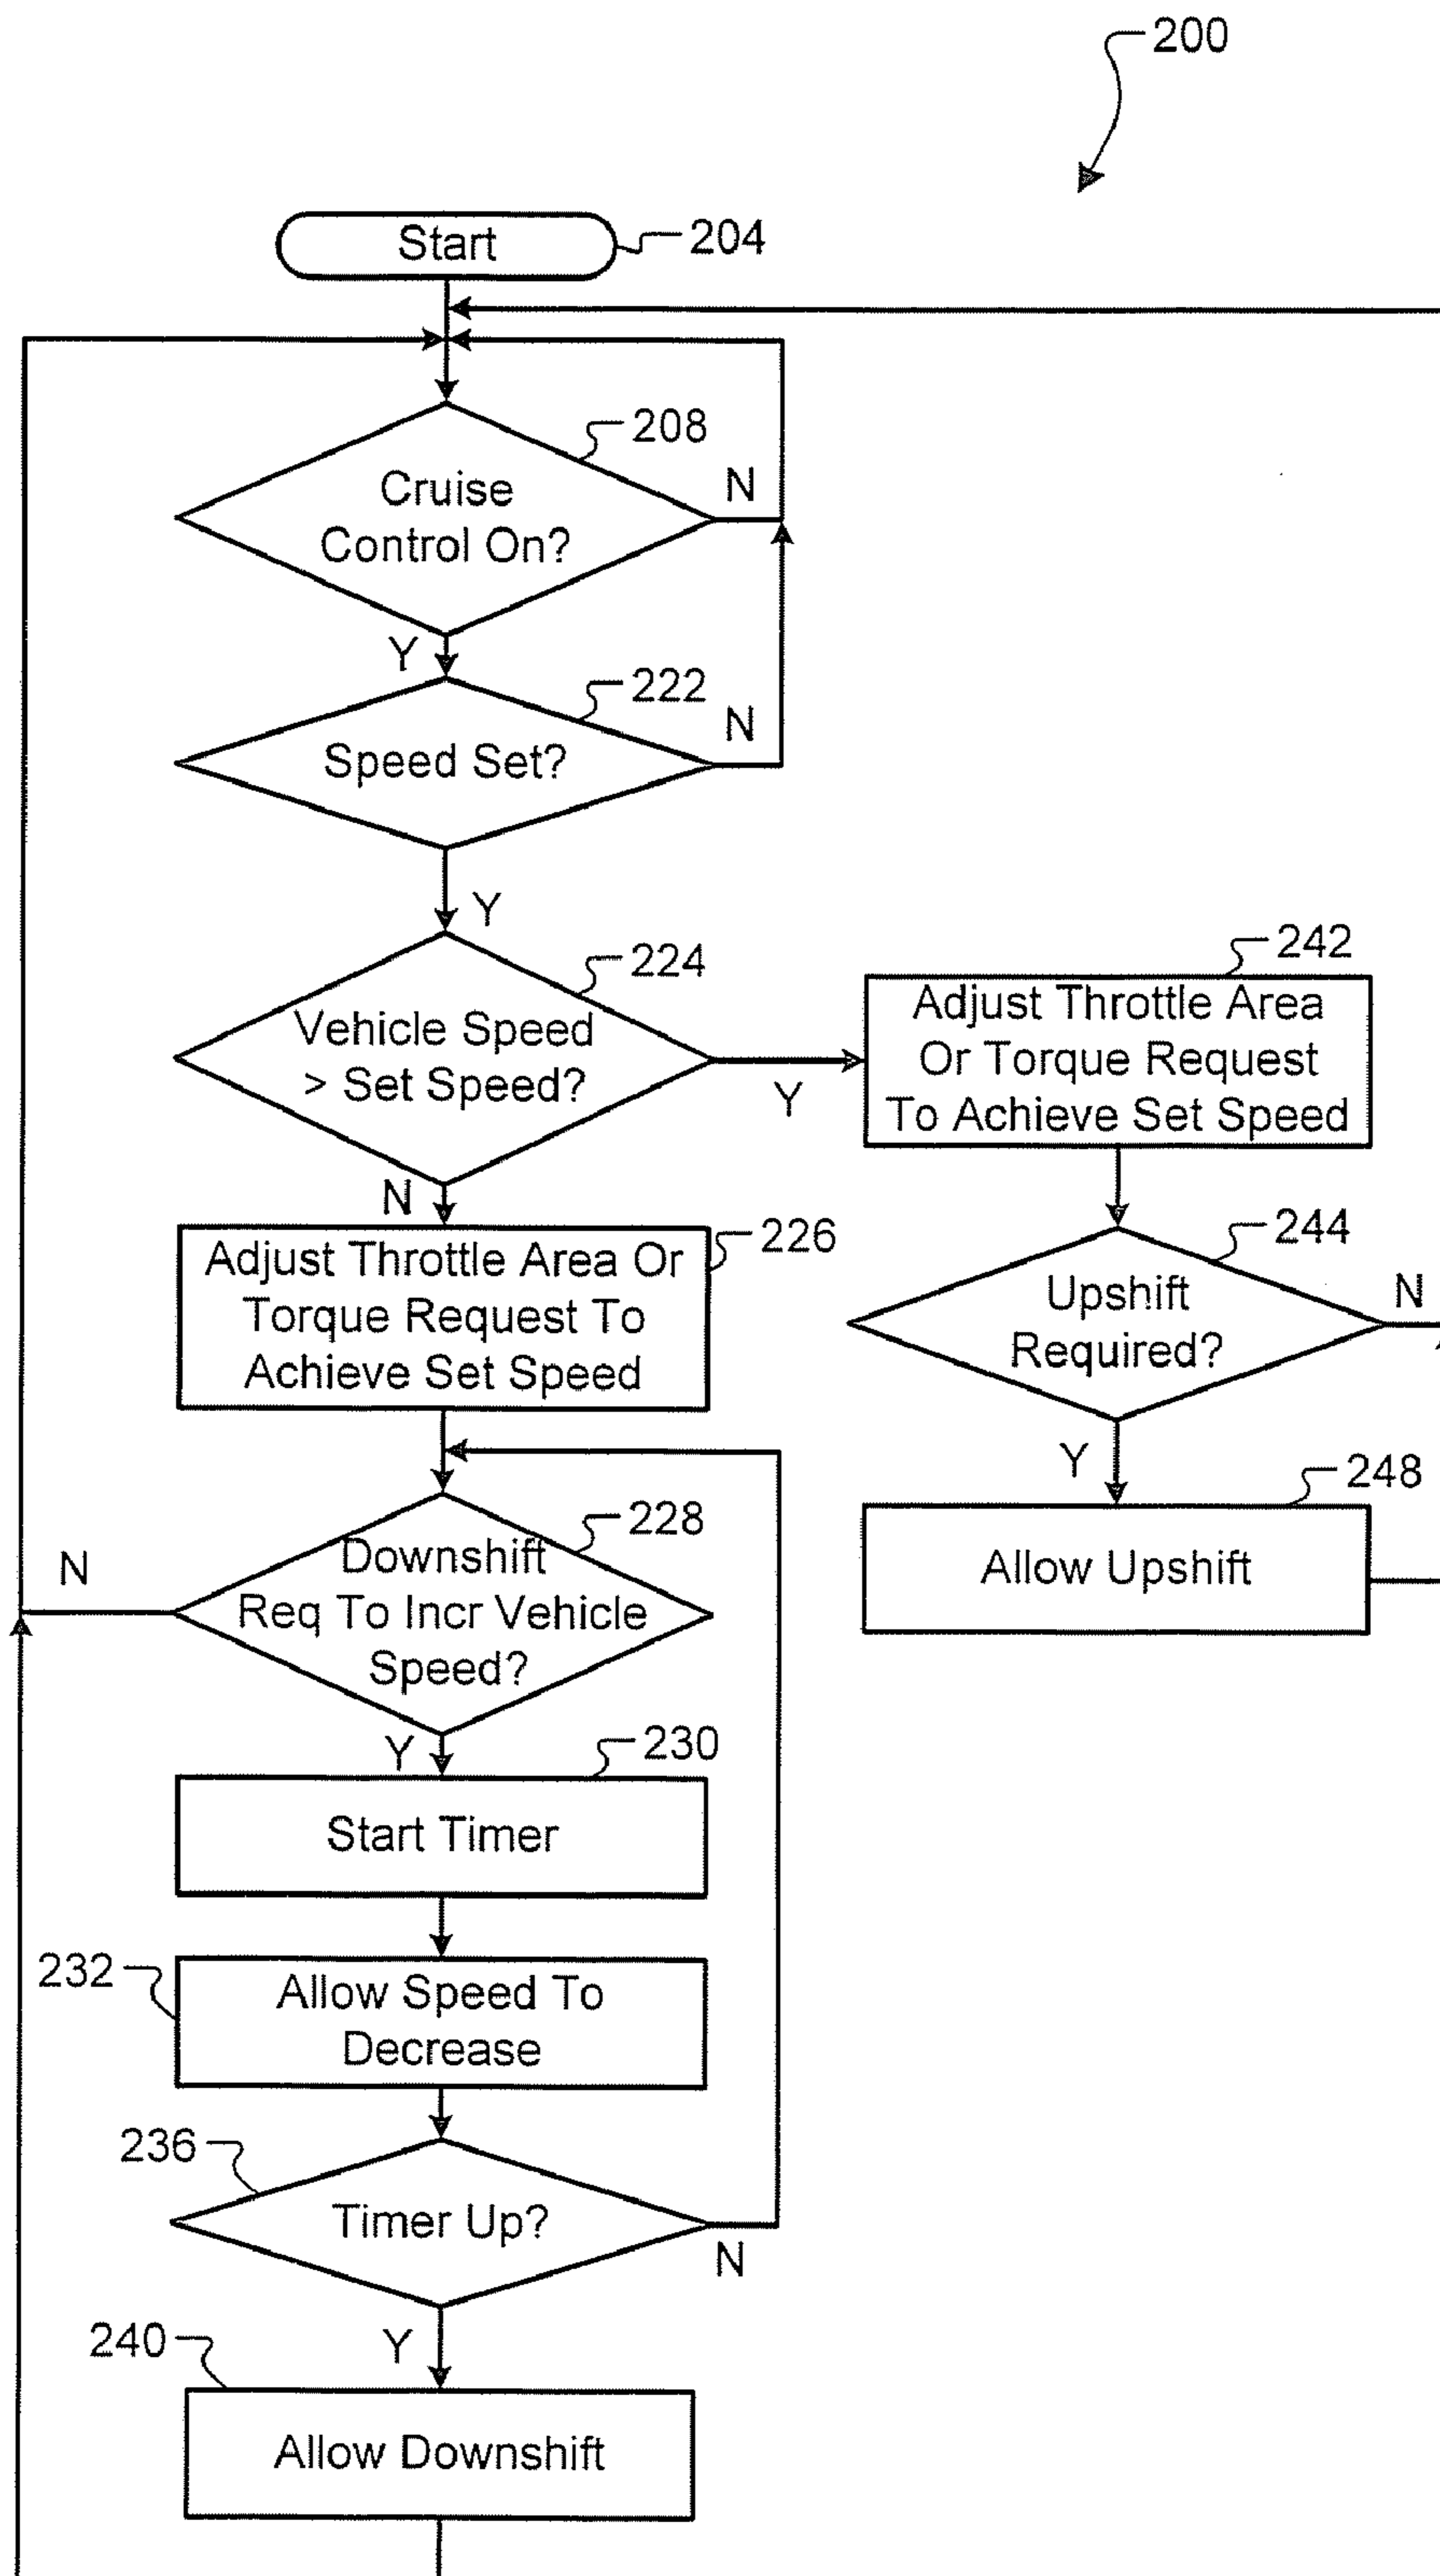 200
Start
204
208
Cruise
Control On?
N
Y
222
Speed Set?
N
Y
224
Vehicle Speed
> Set Speed?
Y
N
242
Adjust Throttle Area
Or Torque Request
To Achieve Set Speed
226
Adjust Throttle Area Or
Torque Request To
Achieve Set Speed
244
Upshift
Required?
N
Y
248
Allow Upshift
228
Downshift
Req To Incr Vehicle
Speed?
N
Y
230
Start Timer
232
Allow Speed To
Decrease
236
Timer Up?
N
Y
240
Allow Downshift